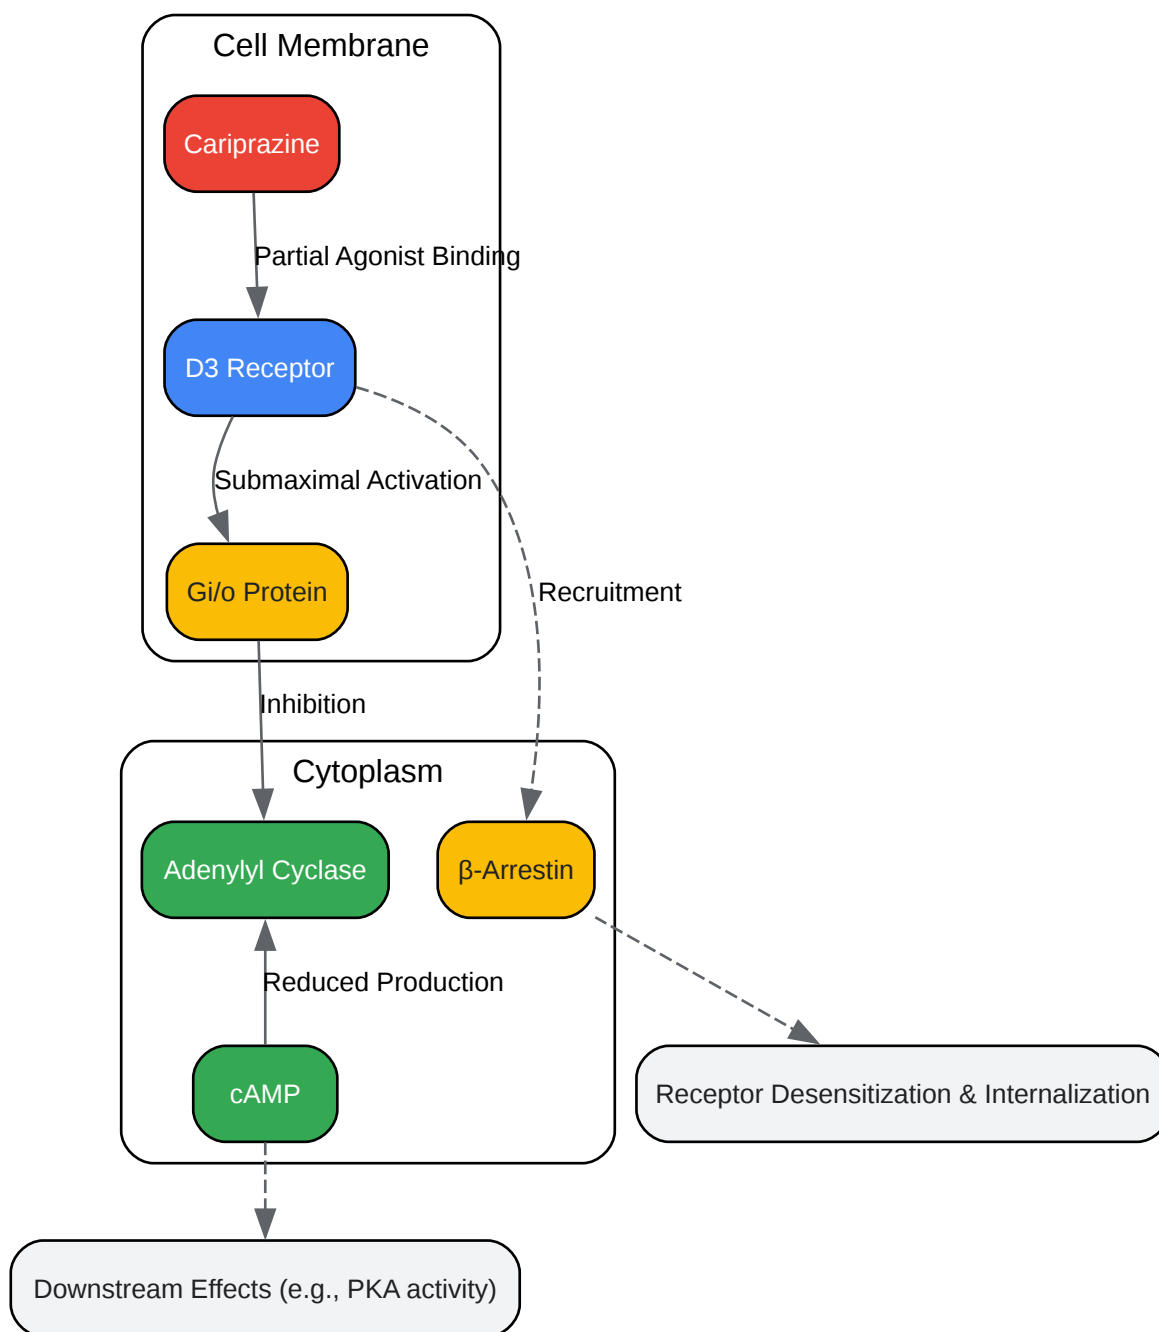 Cell Membrane
Cariprazine
Partial Agonist Binding
D3 Receptor
Submaximal Activation
Gi/o Protein
Recruitment
Inhibition
Cytoplasm
Adenylyl Cyclase
β-Arrestin
Reduced Production
cAMP
Receptor Desensitization & Internalization
Downstream Effects (e.g., PKA activity)